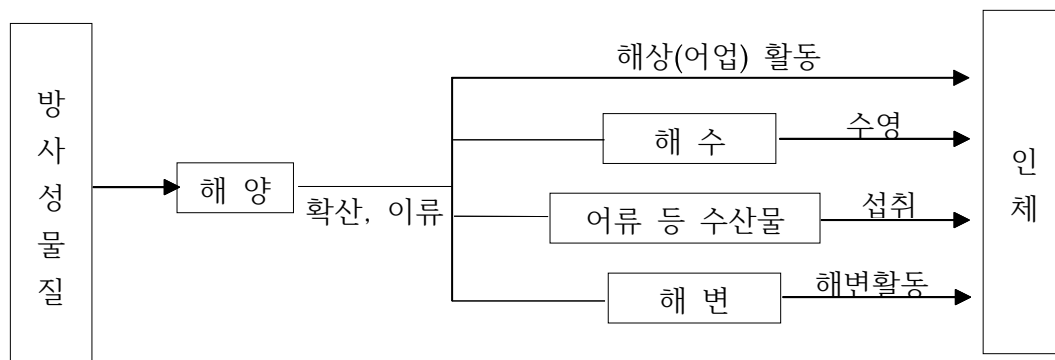 방사성물질
해 양
확산, 이류
해상(어업) 활동
해 수
수영
어류 등 수산물
섭취
해 변
해변활동
인체